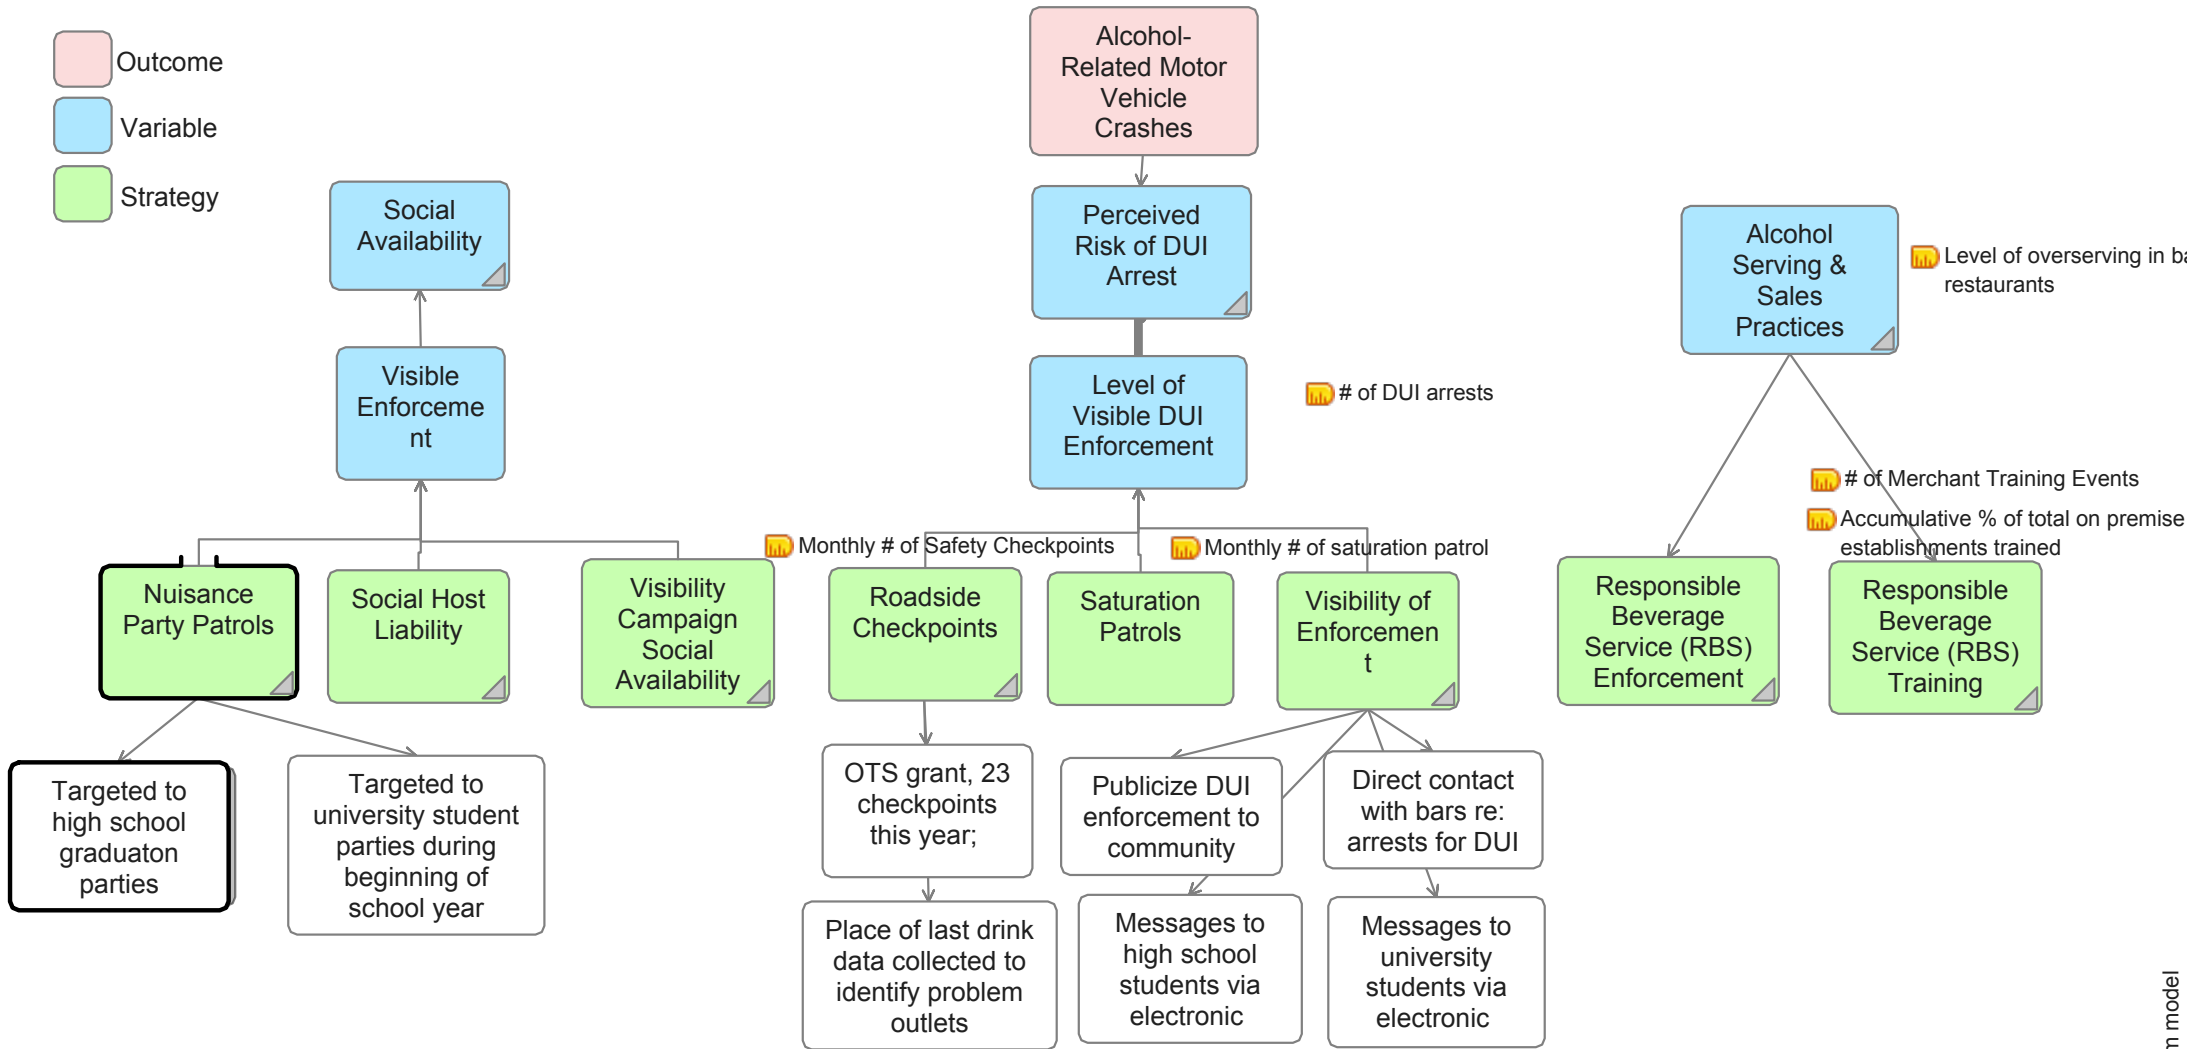 Outcome
Variable
Strategy
Alcohol-
Related Motor
Vehicle
Crashes
Social
Availability
Perceived
Risk of DUI
Arrest
Alcohol
Serving &
Sales
Practices
Level of overserving in ba
restaurants
Visible
Enforceme
nt
Level of
Visible DUI
Enforcement
# of DUI arrests
# of Merchant Training Events
Accumulative % of total on premise
establishments trained
Monthly # of Safety Checkpoints
Monthly # of saturation patrol
Nuisance
Party Patrols
Social Host
Liability
Visibility
Campaign
Social
Availability
Roadside
Checkpoints
Saturation
Patrols
Visibility of
Enforcemen
t
Responsible
Beverage
Service (RBS)
Enforcement
Responsible
Beverage
Service (RBS)
Training
Targeted to
high school
graduaton
parties
Targeted to
university student
parties during
beginning of
school year
OTS grant, 23
checkpoints
this year;
Publicize DUI
enforcement to
community
Direct contact
with bars re:
arrests for DUI
Place of last drink
data collected to
identify problem
outlets
Messages to
high school
students via
electronic
Messages to
university
students via
electronic
m model